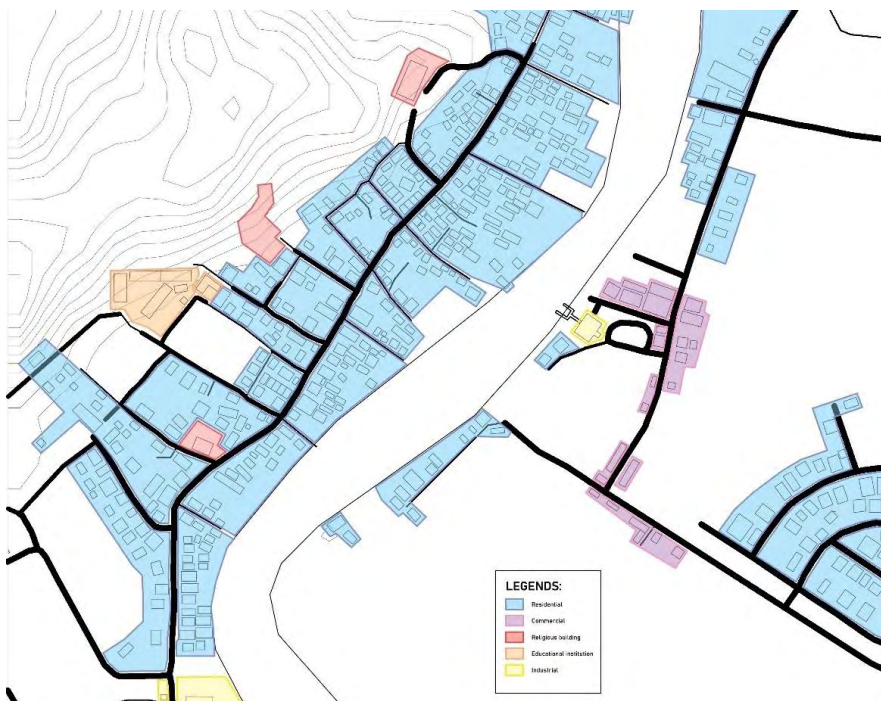 LEGENDS:
Residential
Commercial
Religious building
Educational institution
Industrial